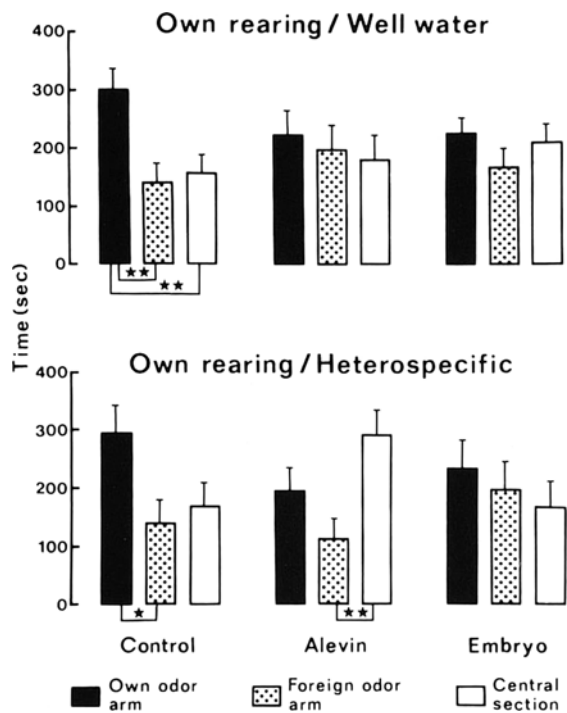 Own rearing / Well water
400
300
200
100
0
★★
★★
Time (sec)
Own rearing / Heterospecific
400
300
200
100
0
★
★★
Control Alevin Embryo
Own odor arm
Foreign odor arm
Central section